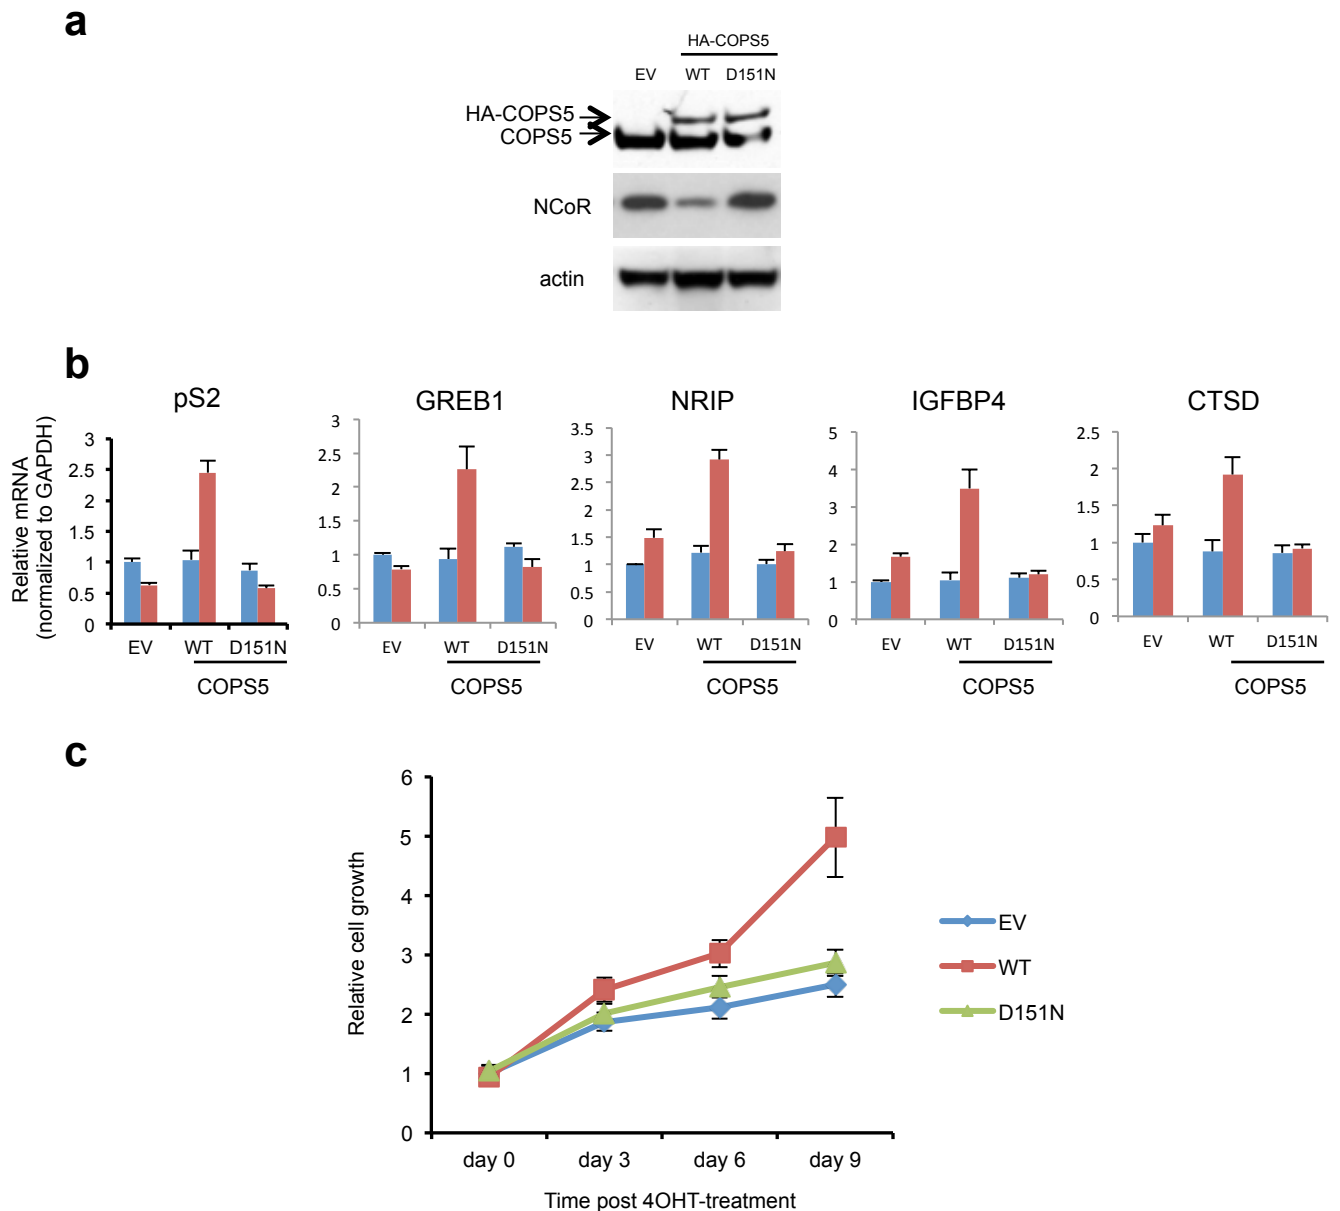 a
HA-COPS5
EV WT D151N
HA-COPS5
COPS5
NCoR
actin
b
pS2 GREB1 NRIP IGFBP4 CTSD
Relative mRNA
(normalized to GAPDH)
3
2.5
2
1.5
1
0.5
0
EV WT D151N
COPS5
3
2.5
2
1.5
1
0.5
0
EV WT D151N
COPS5
3.5
3
2.5
2
1.5
1
0.5
0
EV WT D151N
COPS5
5
4
3
2
1
0
EV WT D151N
COPS5
2.5
2
1.5
1
0.5
0
EV WT D151N
COPS5
c
Relative cell growth
6
5
4
3
2
1
0
day 0 day 3 day 6 day 9
Time post 4OHT-treatment
EV
WT
D151N